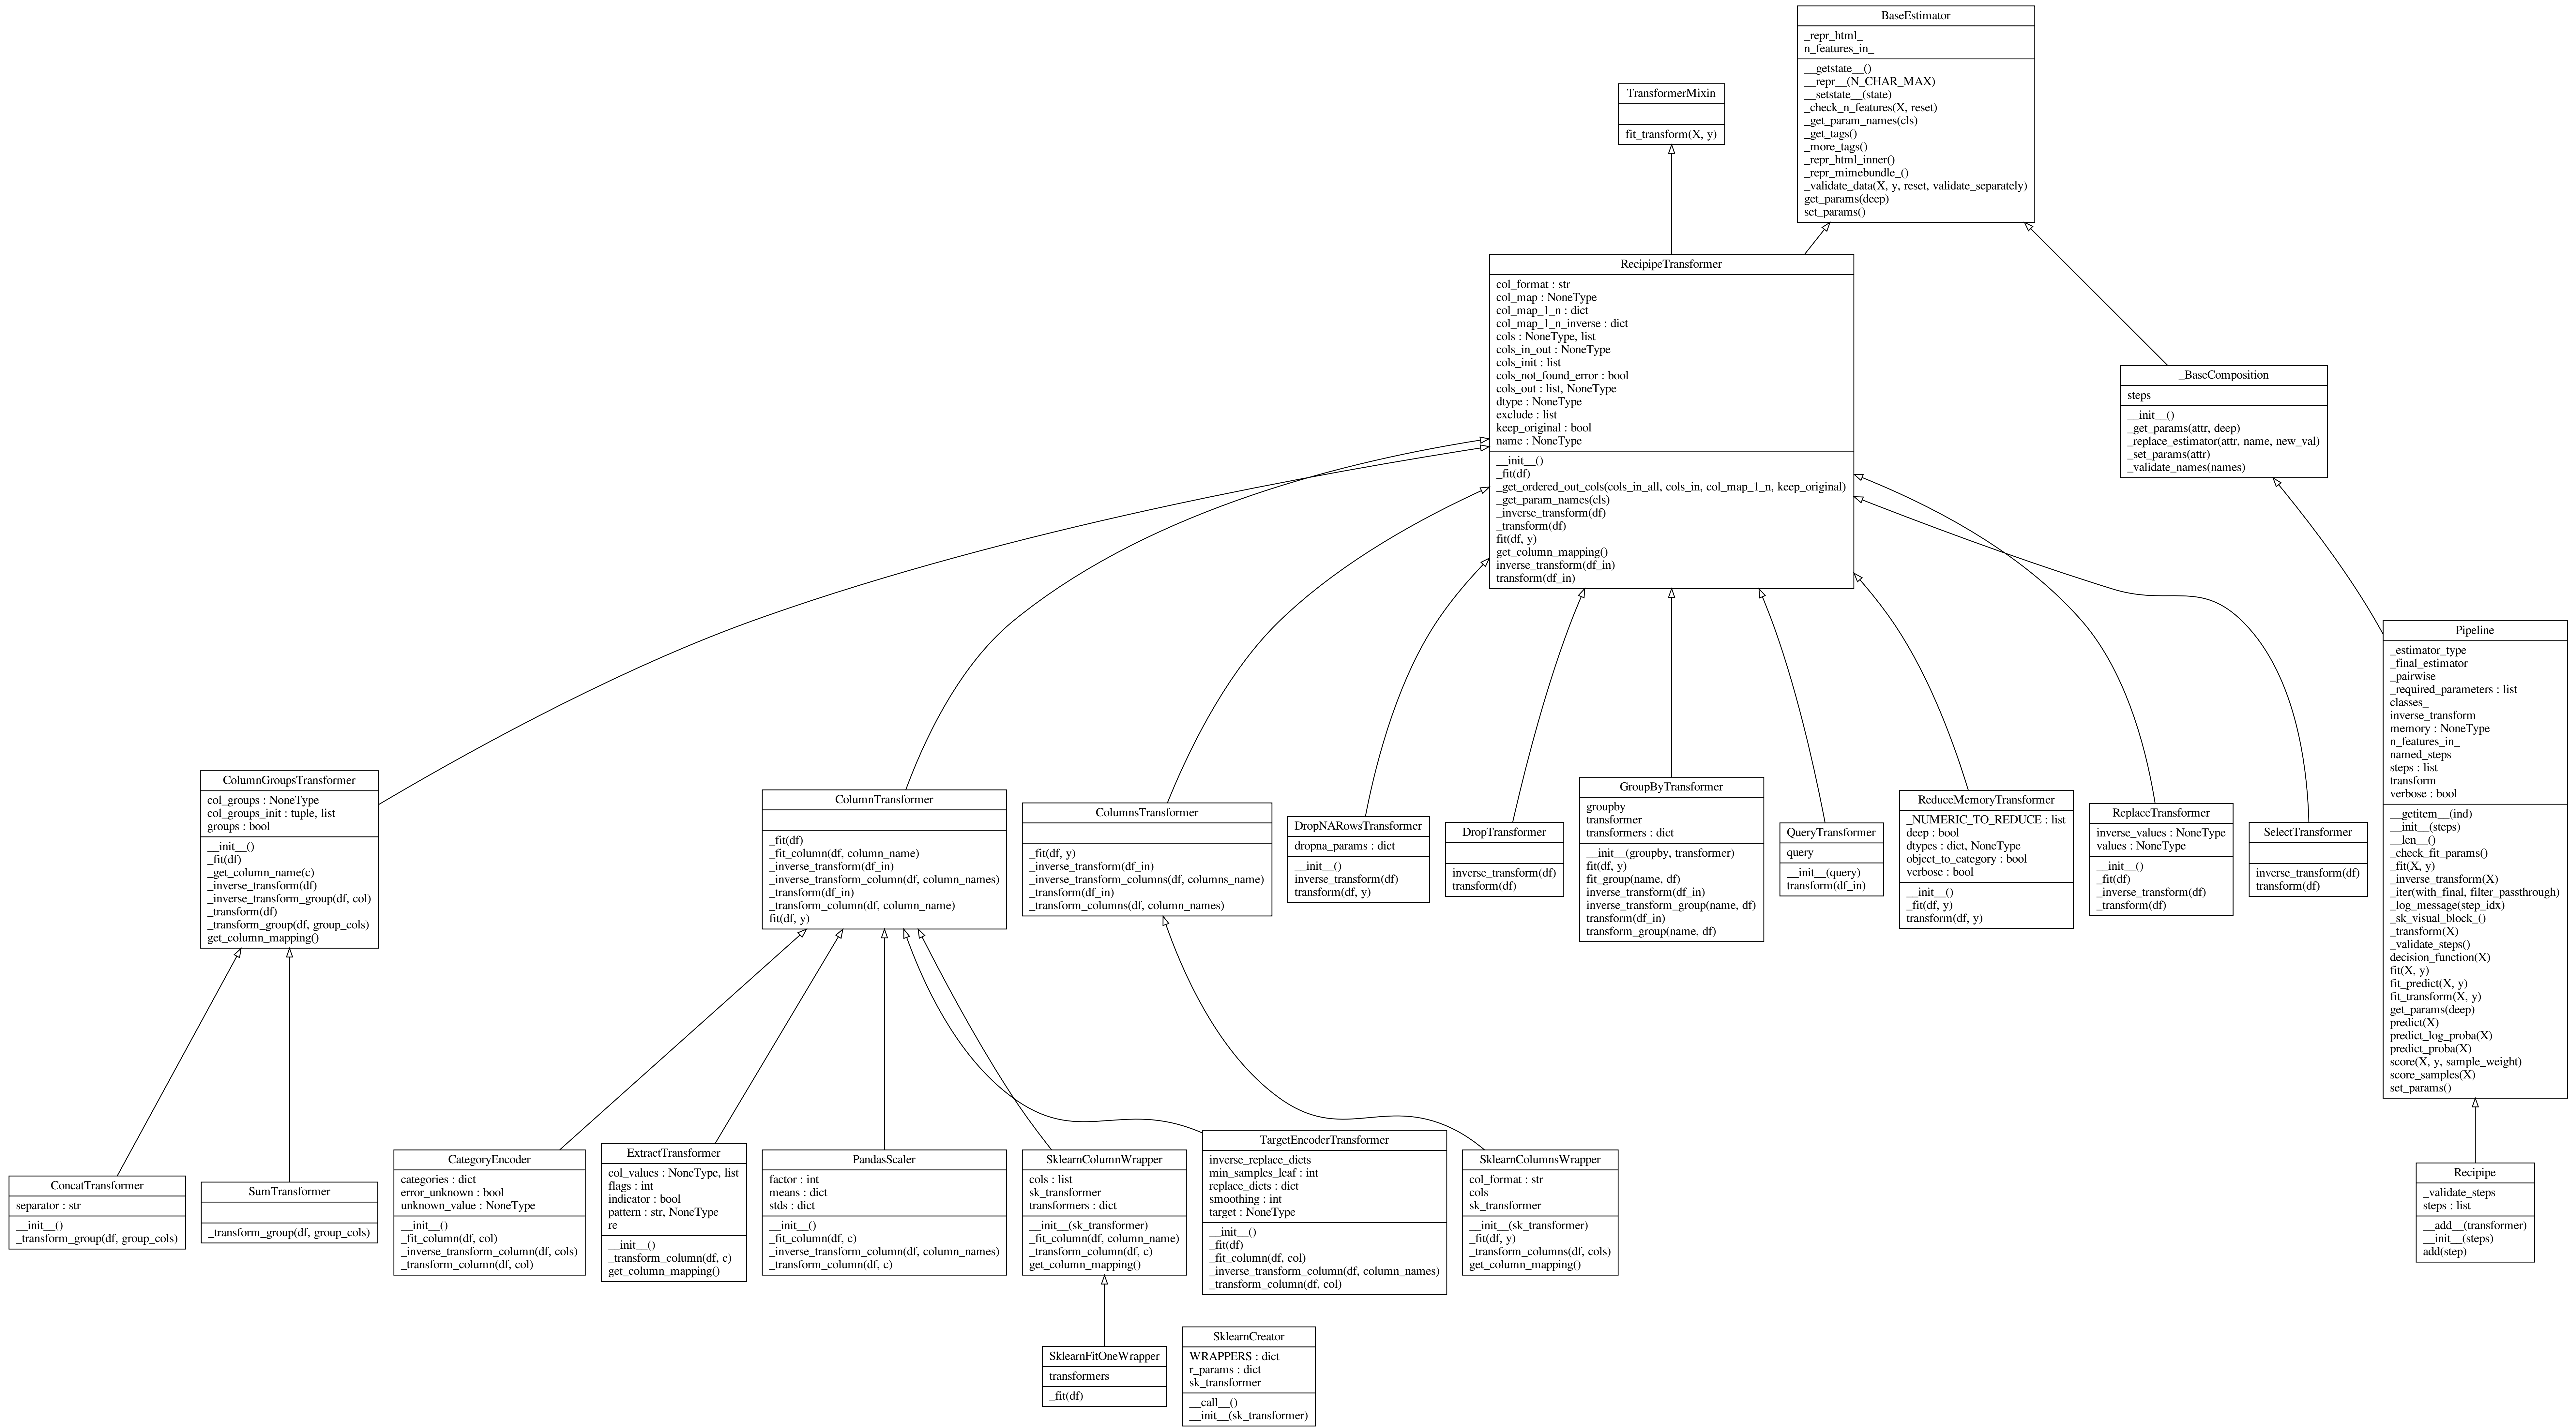 BaseEstimator
_repr_html_
n_features_in_
__getstate__()
__repr__(N_CHAR_MAX)
__setstate__(state)
_check_n_features(X, reset)
_get_param_names(cls)
_get_tags()
_more_tags()
_repr_html_inner()
_repr_mimebundle_()
_validate_data(X, y, reset, validate_separately)
get_params(deep)
set_params()
TransformerMixin
fit_transform(X, y)
RecipipeTransformer
col_format : str
col_map : NoneType
col_map_1_n : dict
col_map_1_n_inverse : dict
cols : NoneType, list
cols_in_out : NoneType
cols_init : list
cols_not_found_error : bool
cols_out : list, NoneType
dtype : NoneType
exclude : list
keep_original : bool
name : NoneType
__init__()
_fit(df)
_get_ordered_out_cols(cols_in_all, cols_in, col_map_1_n, keep_original)
_get_param_names(cls)
_inverse_transform(df)
_transform(df)
fit(df, y)
get_column_mapping()
inverse_transform(df_in)
transform(df_in)
_BaseComposition
steps
__init__()
_get_params(attr, deep)
_replace_estimator(attr, name, new_val)
_set_params(attr)
_validate_names(names)
Pipeline
_estimator_type
_final_estimator
_pairwise
_required_parameters : list
classes_
inverse_transform
memory : NoneType
n_features_in_
named_steps
steps : list
transform
verbose : bool
__getitem__(ind)
__init__(steps)
__len__()
_check_fit_params()
_fit(X, y)
_inverse_transform(X)
_iter(with_final, filter_passthrough)
_log_message(step_idx)
_sk_visual_block_()
_transform(X)
_validate_steps()
decision_function(X)
fit(X, y)
fit_predict(X, y)
fit_transform(X, y)
get_params(deep)
predict(X)
predict_log_proba(X)
predict_proba(X)
score(X, y, sample_weight)
score_samples(X)
set_params()
ColumnGroupsTransformer
col_groups : NoneType
col_groups_init : tuple, list
groups : bool
__init__()
_fit(df)
_get_column_name(c)
_inverse_transform(df)
_inverse_transform_group(df, col)
_transform(df)
_transform_group(df, group_cols)
get_column_mapping()
ColumnTransformer
_fit(df)
_fit_column(df, column_name)
_inverse_transform(df_in)
_inverse_transform_column(df, column_names)
_transform(df_in)
_transform_column(df, column_name)
fit(df, y)
ColumnsTransformer
_fit(df, y)
_inverse_transform(df_in)
_inverse_transform_columns(df, columns_name)
_transform(df_in)
_transform_columns(df, column_names)
DropNARowsTransformer
dropna_params : dict
__init__()
inverse_transform(df)
transform(df, y)
DropTransformer
inverse_transform(df)
transform(df)
GroupByTransformer
groupby
transformer
transformers : dict
__init__(groupby, transformer)
fit(df, y)
fit_group(name, df)
inverse_transform(df_in)
inverse_transform_group(name, df)
transform(df_in)
transform_group(name, df)
QueryTransformer
query
__init__(query)
transform(df_in)
ReduceMemoryTransformer
_NUMERIC_TO_REDUCE : list
deep : bool
dtypes : dict, NoneType
object_to_category : bool
verbose : bool
__init__()
_fit(df, y)
transform(df, y)
ReplaceTransformer
inverse_values : NoneType
values : NoneType
__init__()
_fit(df)
_inverse_transform(df)
_transform(df)
SelectTransformer
inverse_transform(df)
transform(df)
ConcatTransformer
separator : str
__init__()
_transform_group(df, group_cols)
SumTransformer
_transform_group(df, group_cols)
CategoryEncoder
categories : dict
error_unknown : bool
unknown_value : NoneType
__init__()
_fit_column(df, col)
_inverse_transform_column(df, cols)
_transform_column(df, col)
ExtractTransformer
col_values : NoneType, list
flags : int
indicator : bool
pattern : str, NoneType
re
__init__()
_transform_column(df, c)
get_column_mapping()
PandasScaler
factor : int
means : dict
stds : dict
__init__()
_fit_column(df, c)
_inverse_transform_column(df, column_names)
_transform_column(df, c)
SklearnColumnWrapper
cols : list
sk_transformer
transformers : dict
__init__(sk_transformer)
_fit_column(df, column_name)
_transform_column(df, c)
get_column_mapping()
TargetEncoderTransformer
inverse_replace_dicts
min_samples_leaf : int
replace_dicts : dict
smoothing : int
target : NoneType
__init__()
_fit(df)
_fit_column(df, col)
_inverse_transform_column(df, column_names)
_transform_column(df, col)
SklearnColumnsWrapper
col_format : str
cols
sk_transformer
__init__(sk_transformer)
_fit(df, y)
_transform_columns(df, cols)
get_column_mapping()
Recipipe
_validate_steps
steps : list
__add__(transformer)
__init__(steps)
add(step)
SklearnFitOneWrapper
transformers
_fit(df)
SklearnCreator
WRAPPERS : dict
r_params : dict
sk_transformer
__call__()
__init__(sk_transformer)